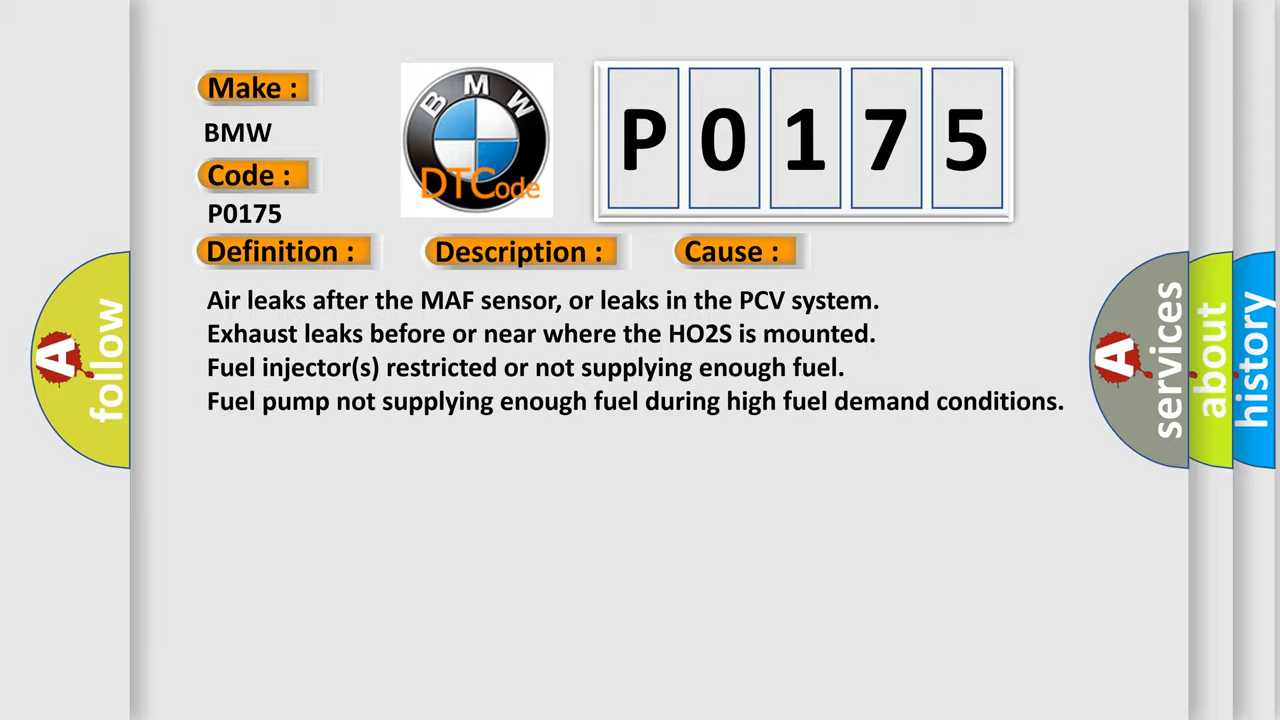 Make :
BMW
Code :
P0175
BMW
DTCode
P0175
Definition :
Description :
Cause :
Air leaks after the MAF sensor, or leaks in the PCV system.
Exhaust leaks before or near where the HO2S is mounted.
Fuel injector(s) restricted or not supplying enough fuel.
Fuel pump not supplying enough fuel during high fuel demand conditions.
A
follow
A
services
about
history